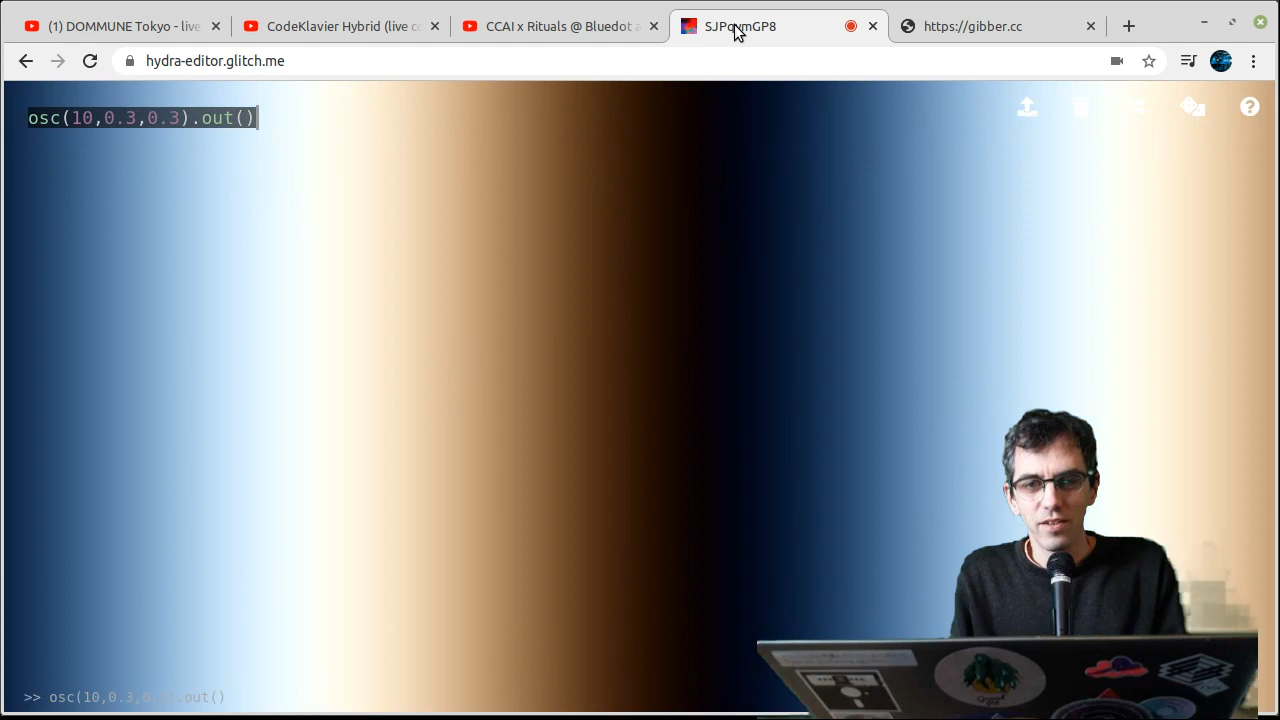 (1) DOMMUNE Tokyo - live
CodeKlavier Hybrid (live co
CCAI x Rituals @ Bluedot a
https://gibber.cc
hydra-editor.glitch.me
osc(10,0.3,0.3).out()
?
>> osc(10,0.3,0.3).out()